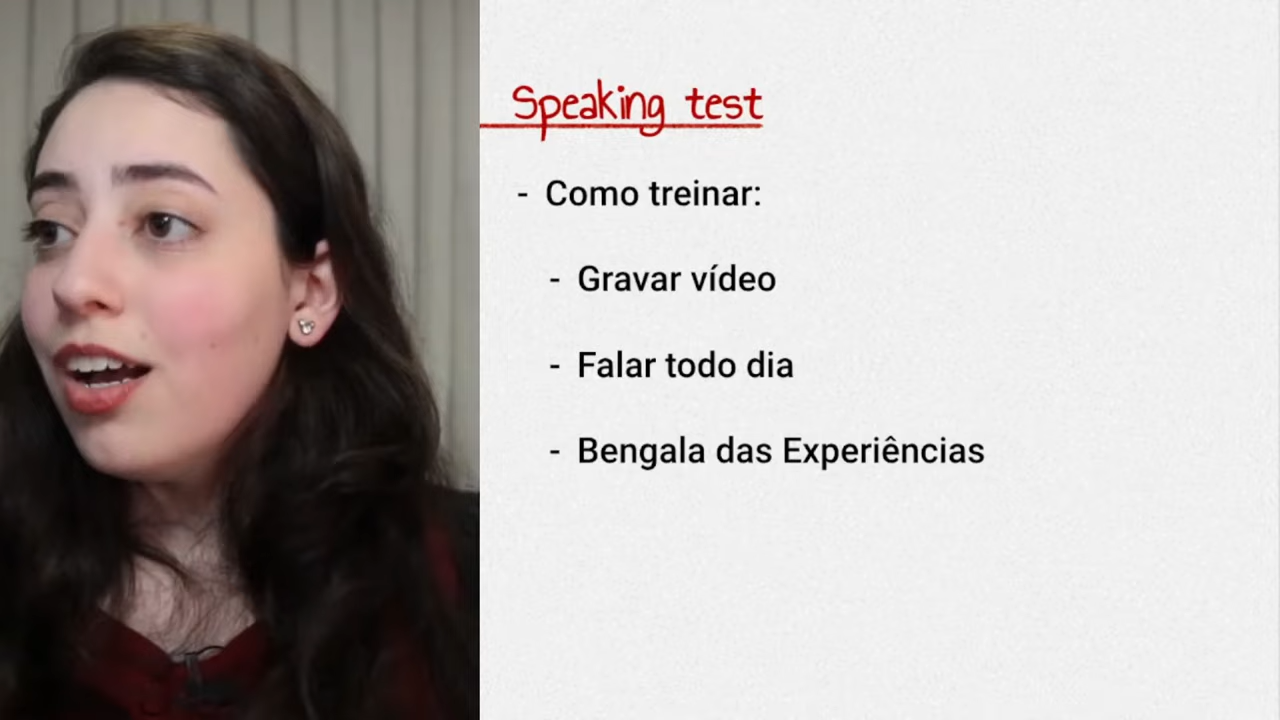 Speaking test
- Como treinar:
- Gravar vídeo
- Falar todo dia
- Bengala das Experiências